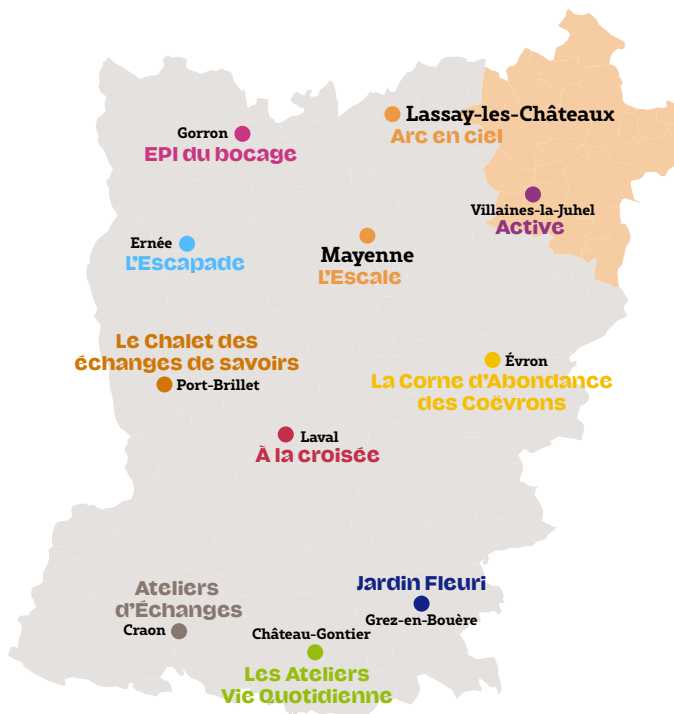 Lassay-les-Châteaux
Arc en ciel
Gorron
EPI du bocage
Villaines-la-Juhel
Active
Ernée
L'Escapade
Mayenne
L'Escale
Le Chalet des
échanges de savoirs
Port-Brillet
Évron
La Corne d'Abondance
des Coëvrons
Laval
À la croisée
Ateliers
d'Échanges
Craon
Jardin Fleuri
Grez-en-Bouère
Château-Gontier
Les Ateliers
Vie Quotidienne